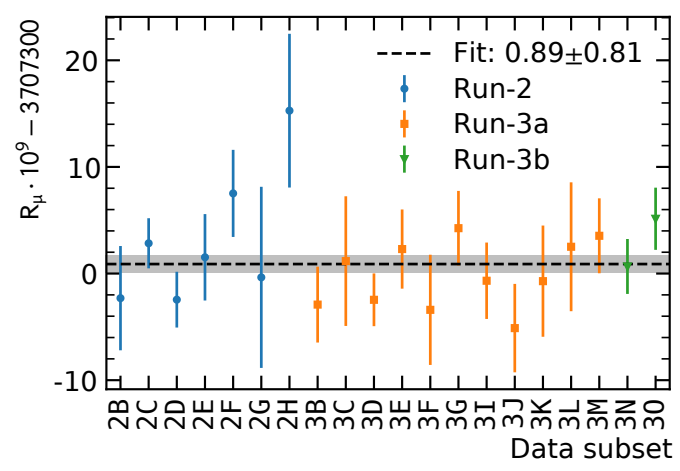 R_μ · 10⁹ − 3707300
20
10
0
-10
Fit: 0.89±0.81
Run-2
Run-3a
Run-3b
2B 2C 2D 2E 2F 2G 2H 3B 3C 3D 3E 3F 3G 3I 3J 3K 3L 3M 3N 3O
Data subset